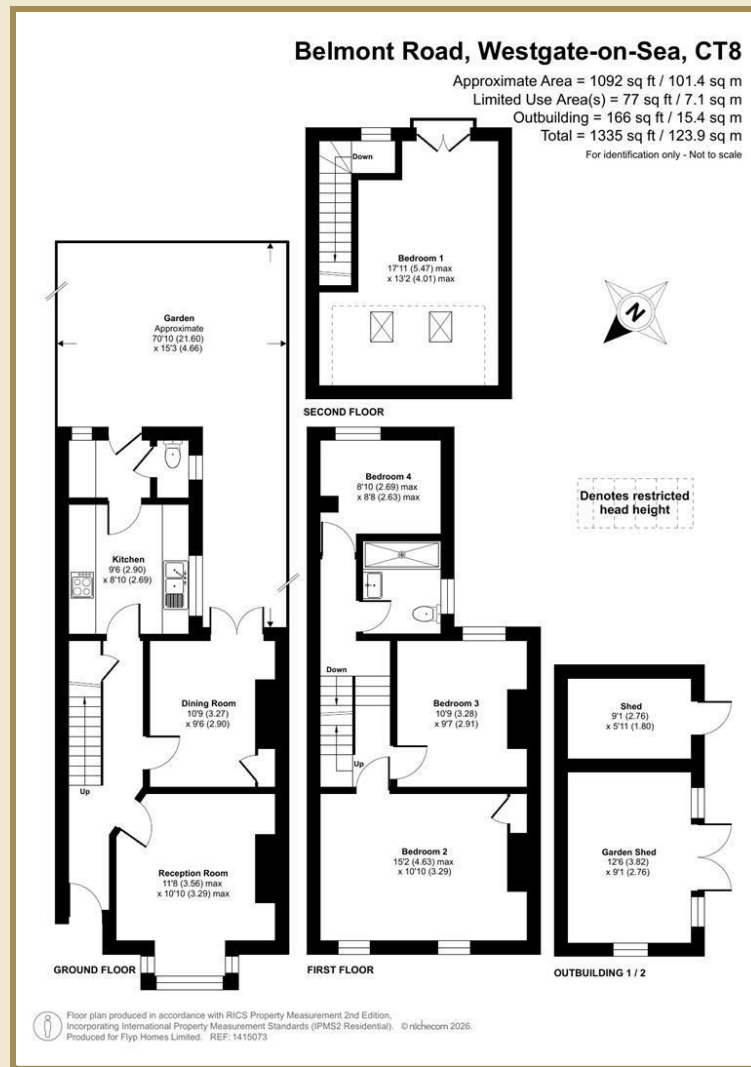 Belmont Road, Westgate-on-Sea, CT8
Approximate Area = 1092 sq ft / 101.4 sq m
Limited Use Area(s) = 77 sq ft / 7.1 sq m
Outbuilding = 166 sq ft / 15.4 sq m
Total = 1335 sq ft / 123.9 sq m
For identification only - Not to scale
Down
Bedroom 1
17'11 (5.47) max
x 13'2 (4.01) max
SECOND FLOOR
N
Garden
Approximate
70'10 (21.60)
x 15'3 (4.66)
Kitchen
9'6 (2.90)
x 8'10 (2.69)
Dining Room
10'9 (3.27)
x 9'6 (2.90)
Up
Reception Room
11'8 (3.56) max
x 10'10 (3.29) max
GROUND FLOOR
Bedroom 4
8'10 (2.69) max
x 8'8 (2.63) max
Down
Bedroom 3
10'9 (3.28)
x 9'7 (2.91)
Up
Bedroom 2
15'2 (4.63) max
x 10'10 (3.29)
FIRST FLOOR
Denotes restricted
head height
Shed
9'1 (2.76)
x 5'11 (1.80)
Garden Shed
12'6 (3.82)
x 9'1 (2.76)
OUTBUILDING 1 / 2
Floor plan produced in accordance with RICS Property Measurement 2nd Edition,
Incorporating International Property Measurement Standards (IPMS2 Residential). © nichecom 2026.
Produced for Flyp Homes Limited. REF: 1415073